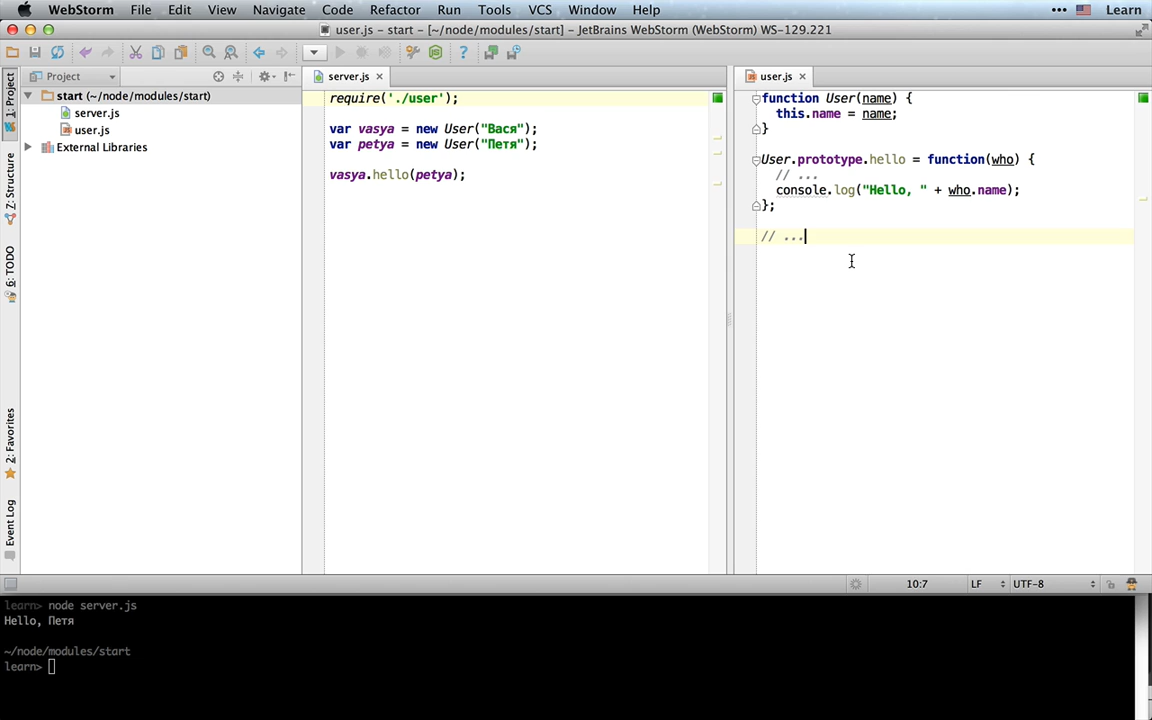 WebStorm File Edit View Navigate Code Refactor Run Tools VCS Window Help Learn
user.js - start - [~/node/modules/start] - JetBrains WebStorm (WebStorm) WS-129.221
1: Project
Z: Structure
6: TODO
2: Favorites
Event Log
Project
start (~/node/modules/start)
server.js
user.js
External Libraries
server.js
require('./user');
var vasya = new User("Вася");
var petya = new User("Петя");
vasya.hello(petya);
user.js
function User(name) {
this.name = name;
}
User.prototype.hello = function(who) {
// ...
console.log("Hello, " + who.name);
};
// ...
10:7 LF UTF-8
learn> node server.js
Hello, Петя
~/node/modules/start
learn>